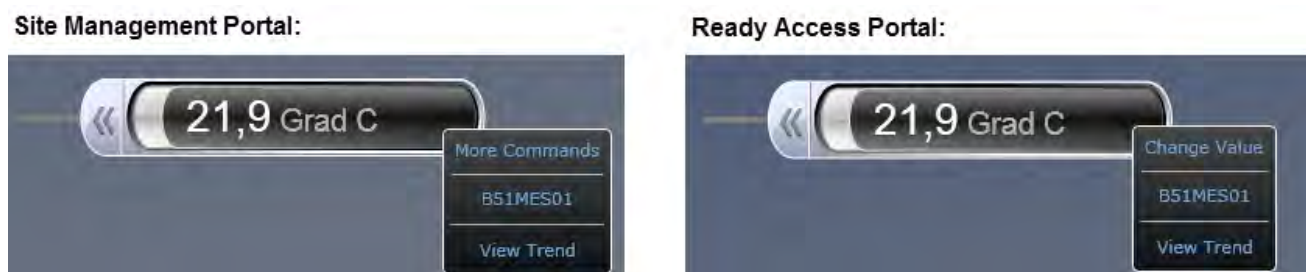 Site Management Portal:
21,9 Grad C
More Commands
B51MES01
View Trend
Ready Access Portal:
21,9 Grad C
Change Value
B51MES01
View Trend